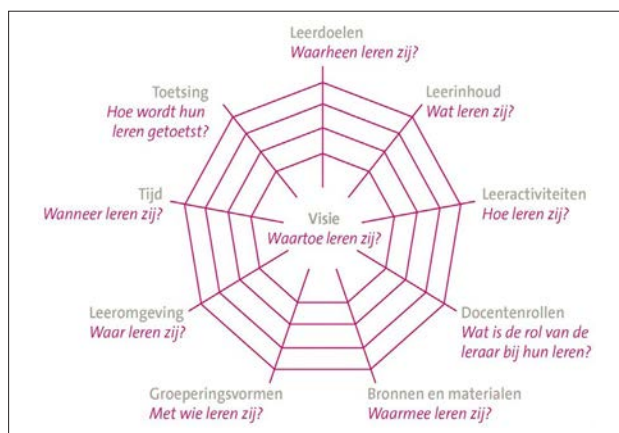 Leerdoelen
Waarheen leren zij?
Leerinhoud
Wat leren zij?
Leeractiviteiten
Hoe leren zij?
Docentenrollen
Wat is de rol van de
leraar bij hun leren?
Bronnen en materialen
Waarmee leren zij?
Groeperingsvormen
Met wie leren zij?
Leeromgeving
Waar leren zij?
Tijd
Wanneer leren zij?
Toetsing
Hoe wordt hun
leren getoetst?
Visie
Waartoe leren zij?